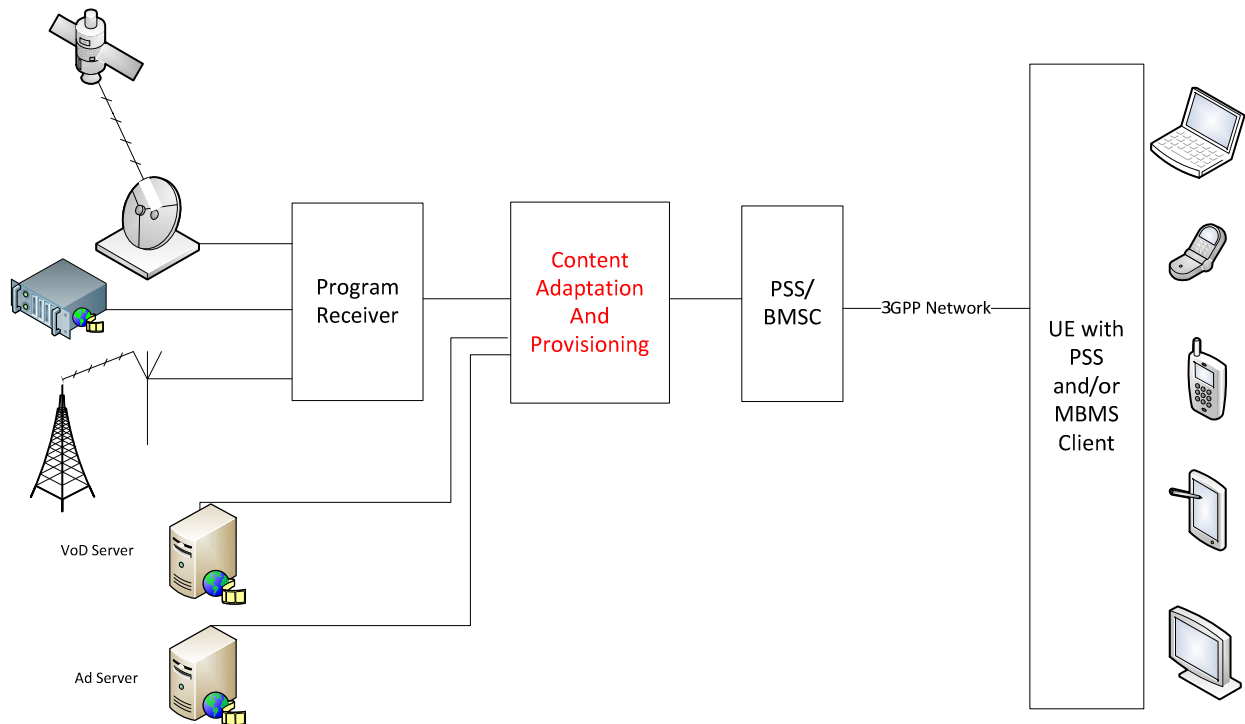 Program
Receiver
Content
Adaptation
And
Provisioning
PSS/
BMSC
3GPP Network
UE with
PSS
and/or
MBMS
Client
VoD Server
Ad Server